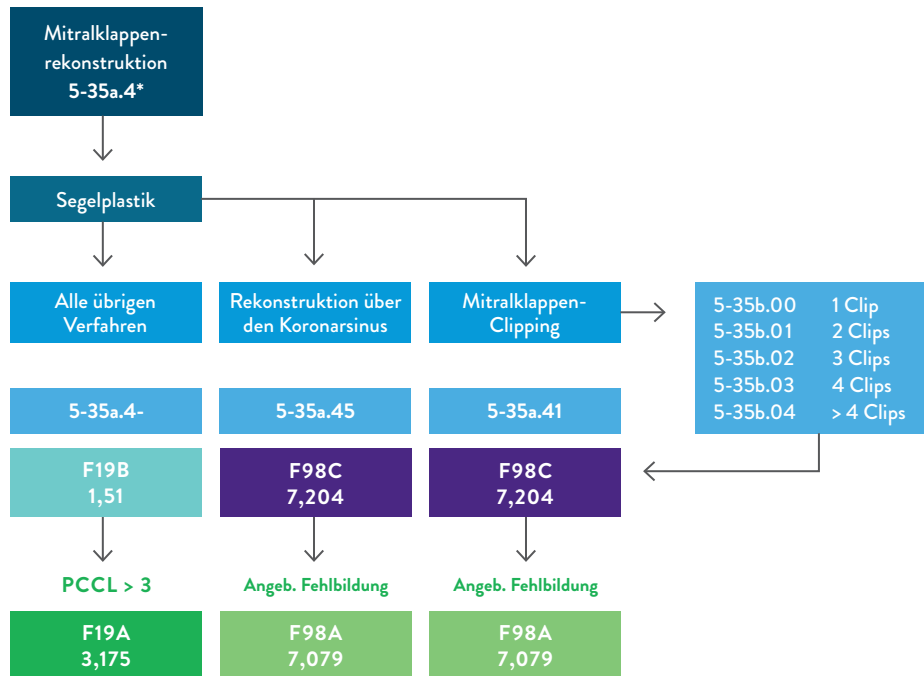 Mitralklappen-
rekonstruktion
5-35a.4*
Segelplastik
Alle übrigen
Verfahren
Rekonstruktion über
den Koronarsinus
Mitralklappen-
Clipping
5-35b.00 1 Clip
5-35b.01 2 Clips
5-35b.02 3 Clips
5-35b.03 4 Clips
5-35b.04 > 4 Clips
5-35a.4-
5-35a.45
5-35a.41
F19B
1,51
F98C
7,204
F98C
7,204
PCCL > 3
Angeb. Fehlbildung
Angeb. Fehlbildung
F19A
3,175
F98A
7,079
F98A
7,079